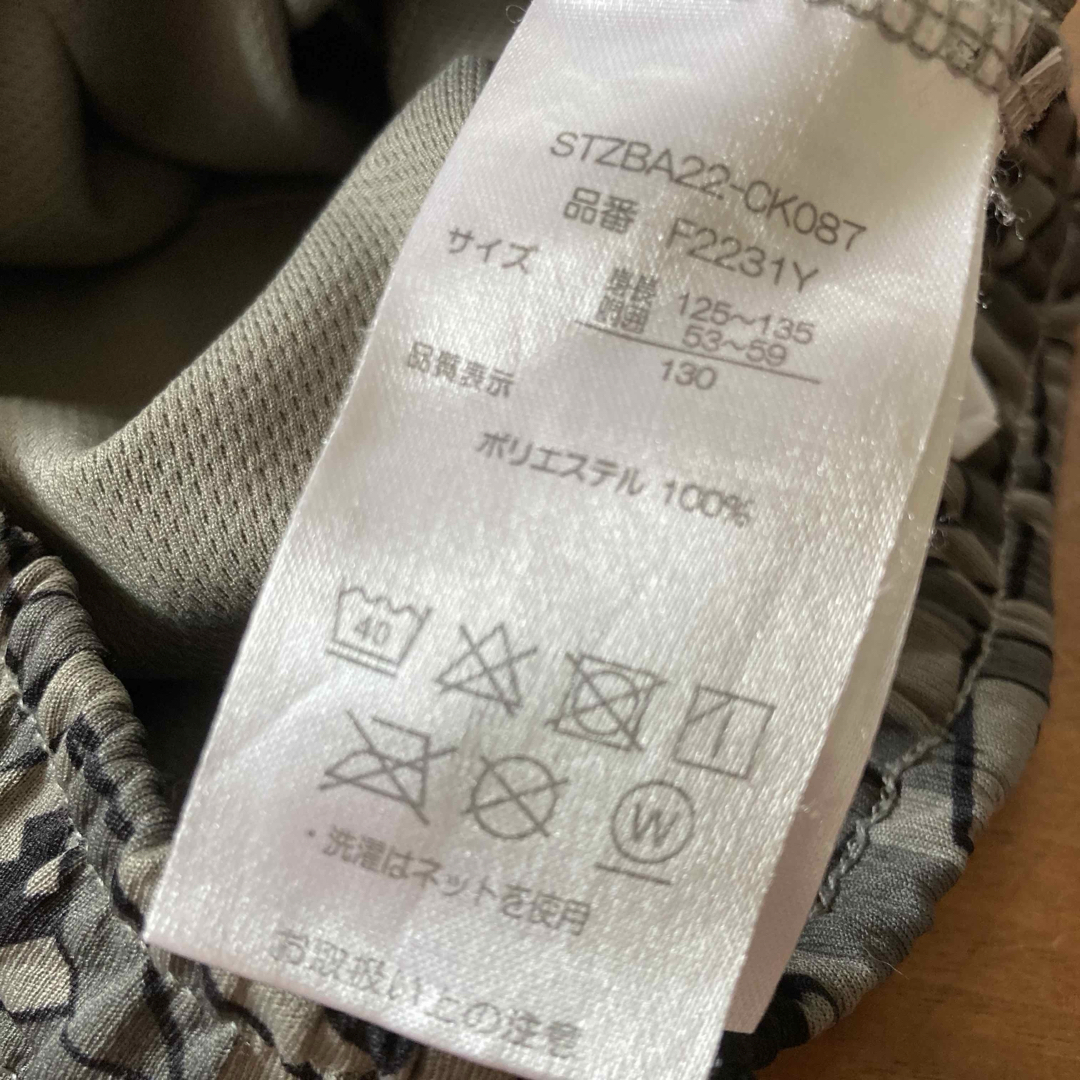 STZBA22-CK087
品番 F2231Y
サイズ
身長 125～135
胴囲 53～59
130
品質表示
ポリエステル 100%
40
W
・洗濯はネットを使用
お取扱い上の注意